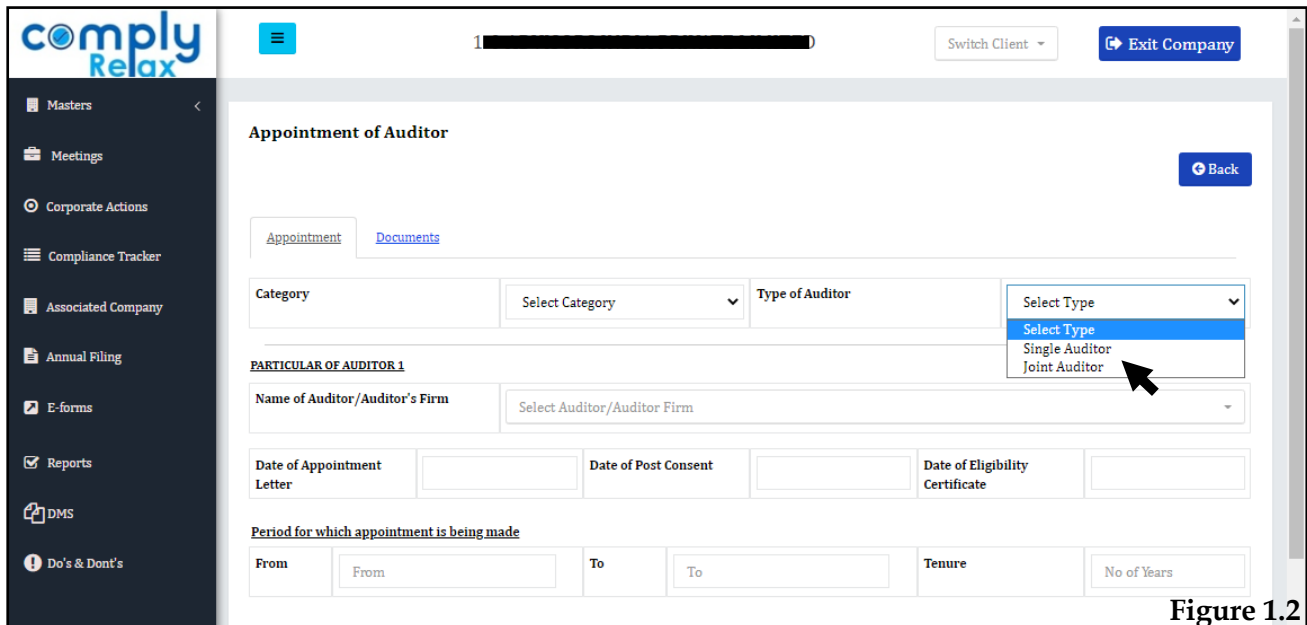 comply
Relax
Switch Client
Exit Company
Masters
Meetings
Corporate Actions
Compliance Tracker
Associated Company
Annual Filing
E-forms
Reports
DMS
Do's & Dont's
Appointment of Auditor
Back
Appointment Documents
Category Select Category Type of Auditor Select Type
Select Type
Single Auditor
Joint Auditor
PARTICULAR OF AUDITOR 1
Name of Auditor/Auditor's Firm Select Auditor/Auditor Firm
Date of Appointment
Letter
Date of Post Consent
Date of Eligibility
Certificate
Period for which appointment is being made
From From To To Tenure No of Years
Figure 1.2